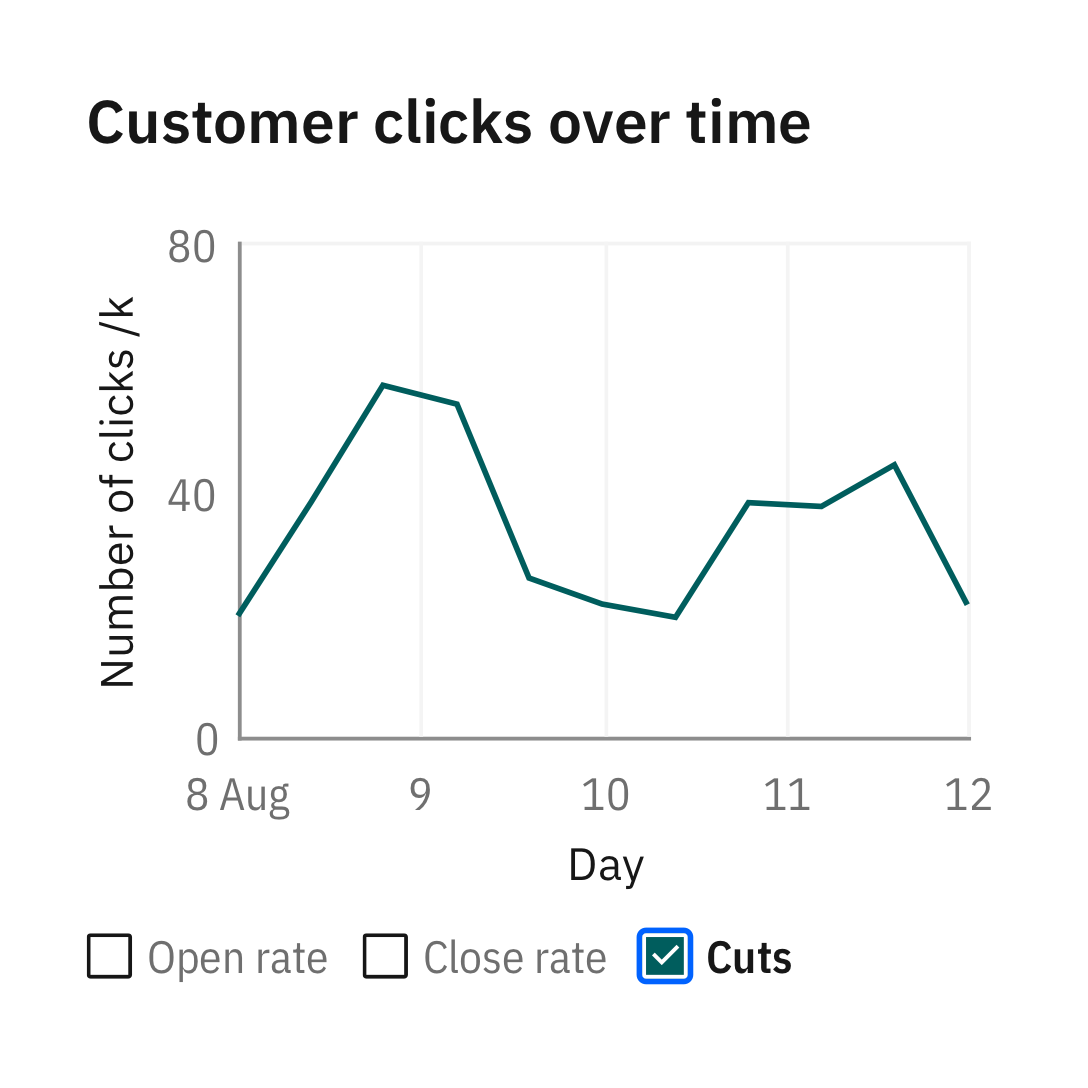 Customer clicks over time
80
Number of clicks /k
40
0
8 Aug 9 10 11 12
Day
Open rate Close rate Cuts